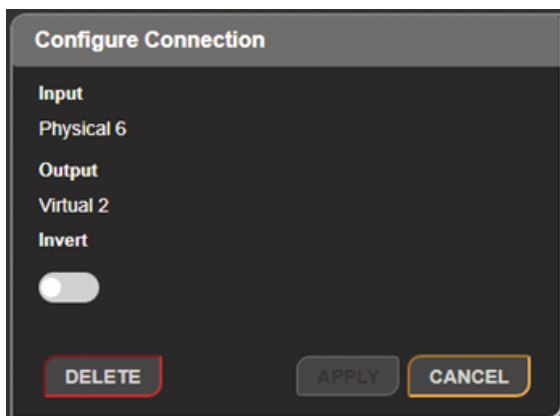 Configure Connection
Input
Physical 6
Output
Virtual 2
Invert
DELETE APPLY CANCEL